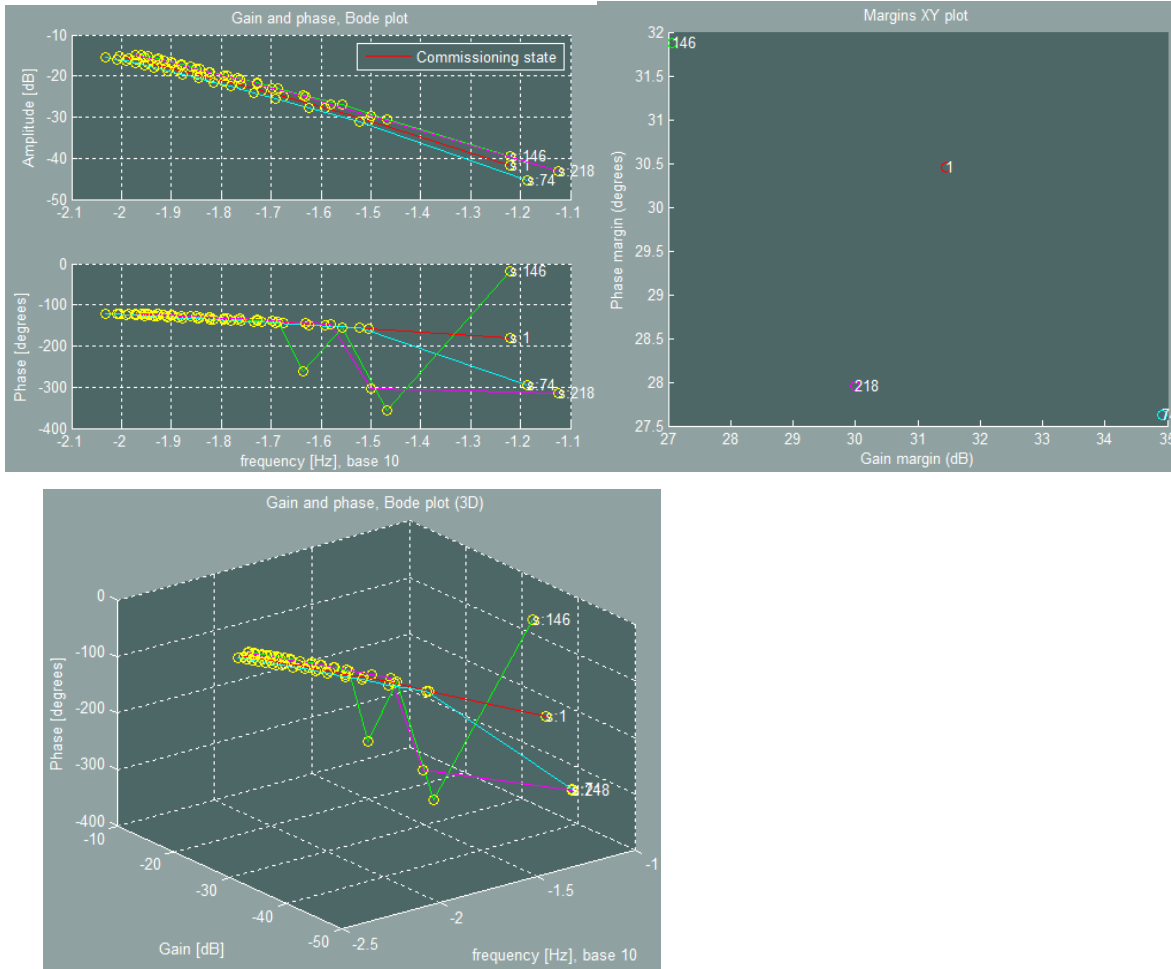 Gain and phase, Bode plot
Amplitude [dB]
-10
-20
-30
-40
-50
Commissioning state
s:146
s:1
s:218
s:74
-2.1 -2 -1.9 -1.8 -1.7 -1.6 -1.5 -1.4 -1.3 -1.2 -1.1
Phase [degrees]
0
-100
-200
-300
-400
s:146
s:1
s:74
s:218
-2.1 -2 -1.9 -1.8 -1.7 -1.6 -1.5 -1.4 -1.3 -1.2 -1.1
frequency [Hz], base 10
Margins XY plot
Phase margin (degrees)
32
31.5
31
30.5
30
29.5
29
28.5
28
27.5
146
1
218
27 28 29 30 31 32 33 34 35
Gain margin (dB)
Gain and phase, Bode plot (3D)
Phase [degrees]
0
-100
-200
-300
-400
s:146
s:1
-10
-20
-30
-40
-50
Gain [dB]
-2.5
-2
-1.5
-1
frequency [Hz], base 10